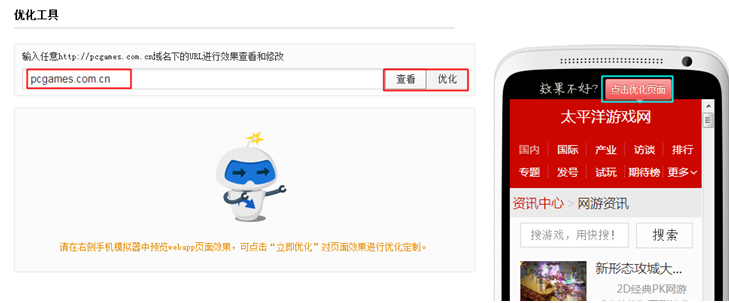 优化工具
输入任意http://pcgames.com.cn域名下的URL进行效果查看和修改
pcgames.com.cn
查看 优化
请在右侧手机模拟器中预览webapp页面效果，可点击“立即优化”对页面效果进行优化定制。
效果不好? 点击优化页面
太平洋游戏网
国内 国际 产业 访谈 排行
专题 发号 试玩 期待榜 更多
资讯中心 > 网游资讯
搜游戏，用快搜! 搜索
新形态攻城大...
2D经典PK网游